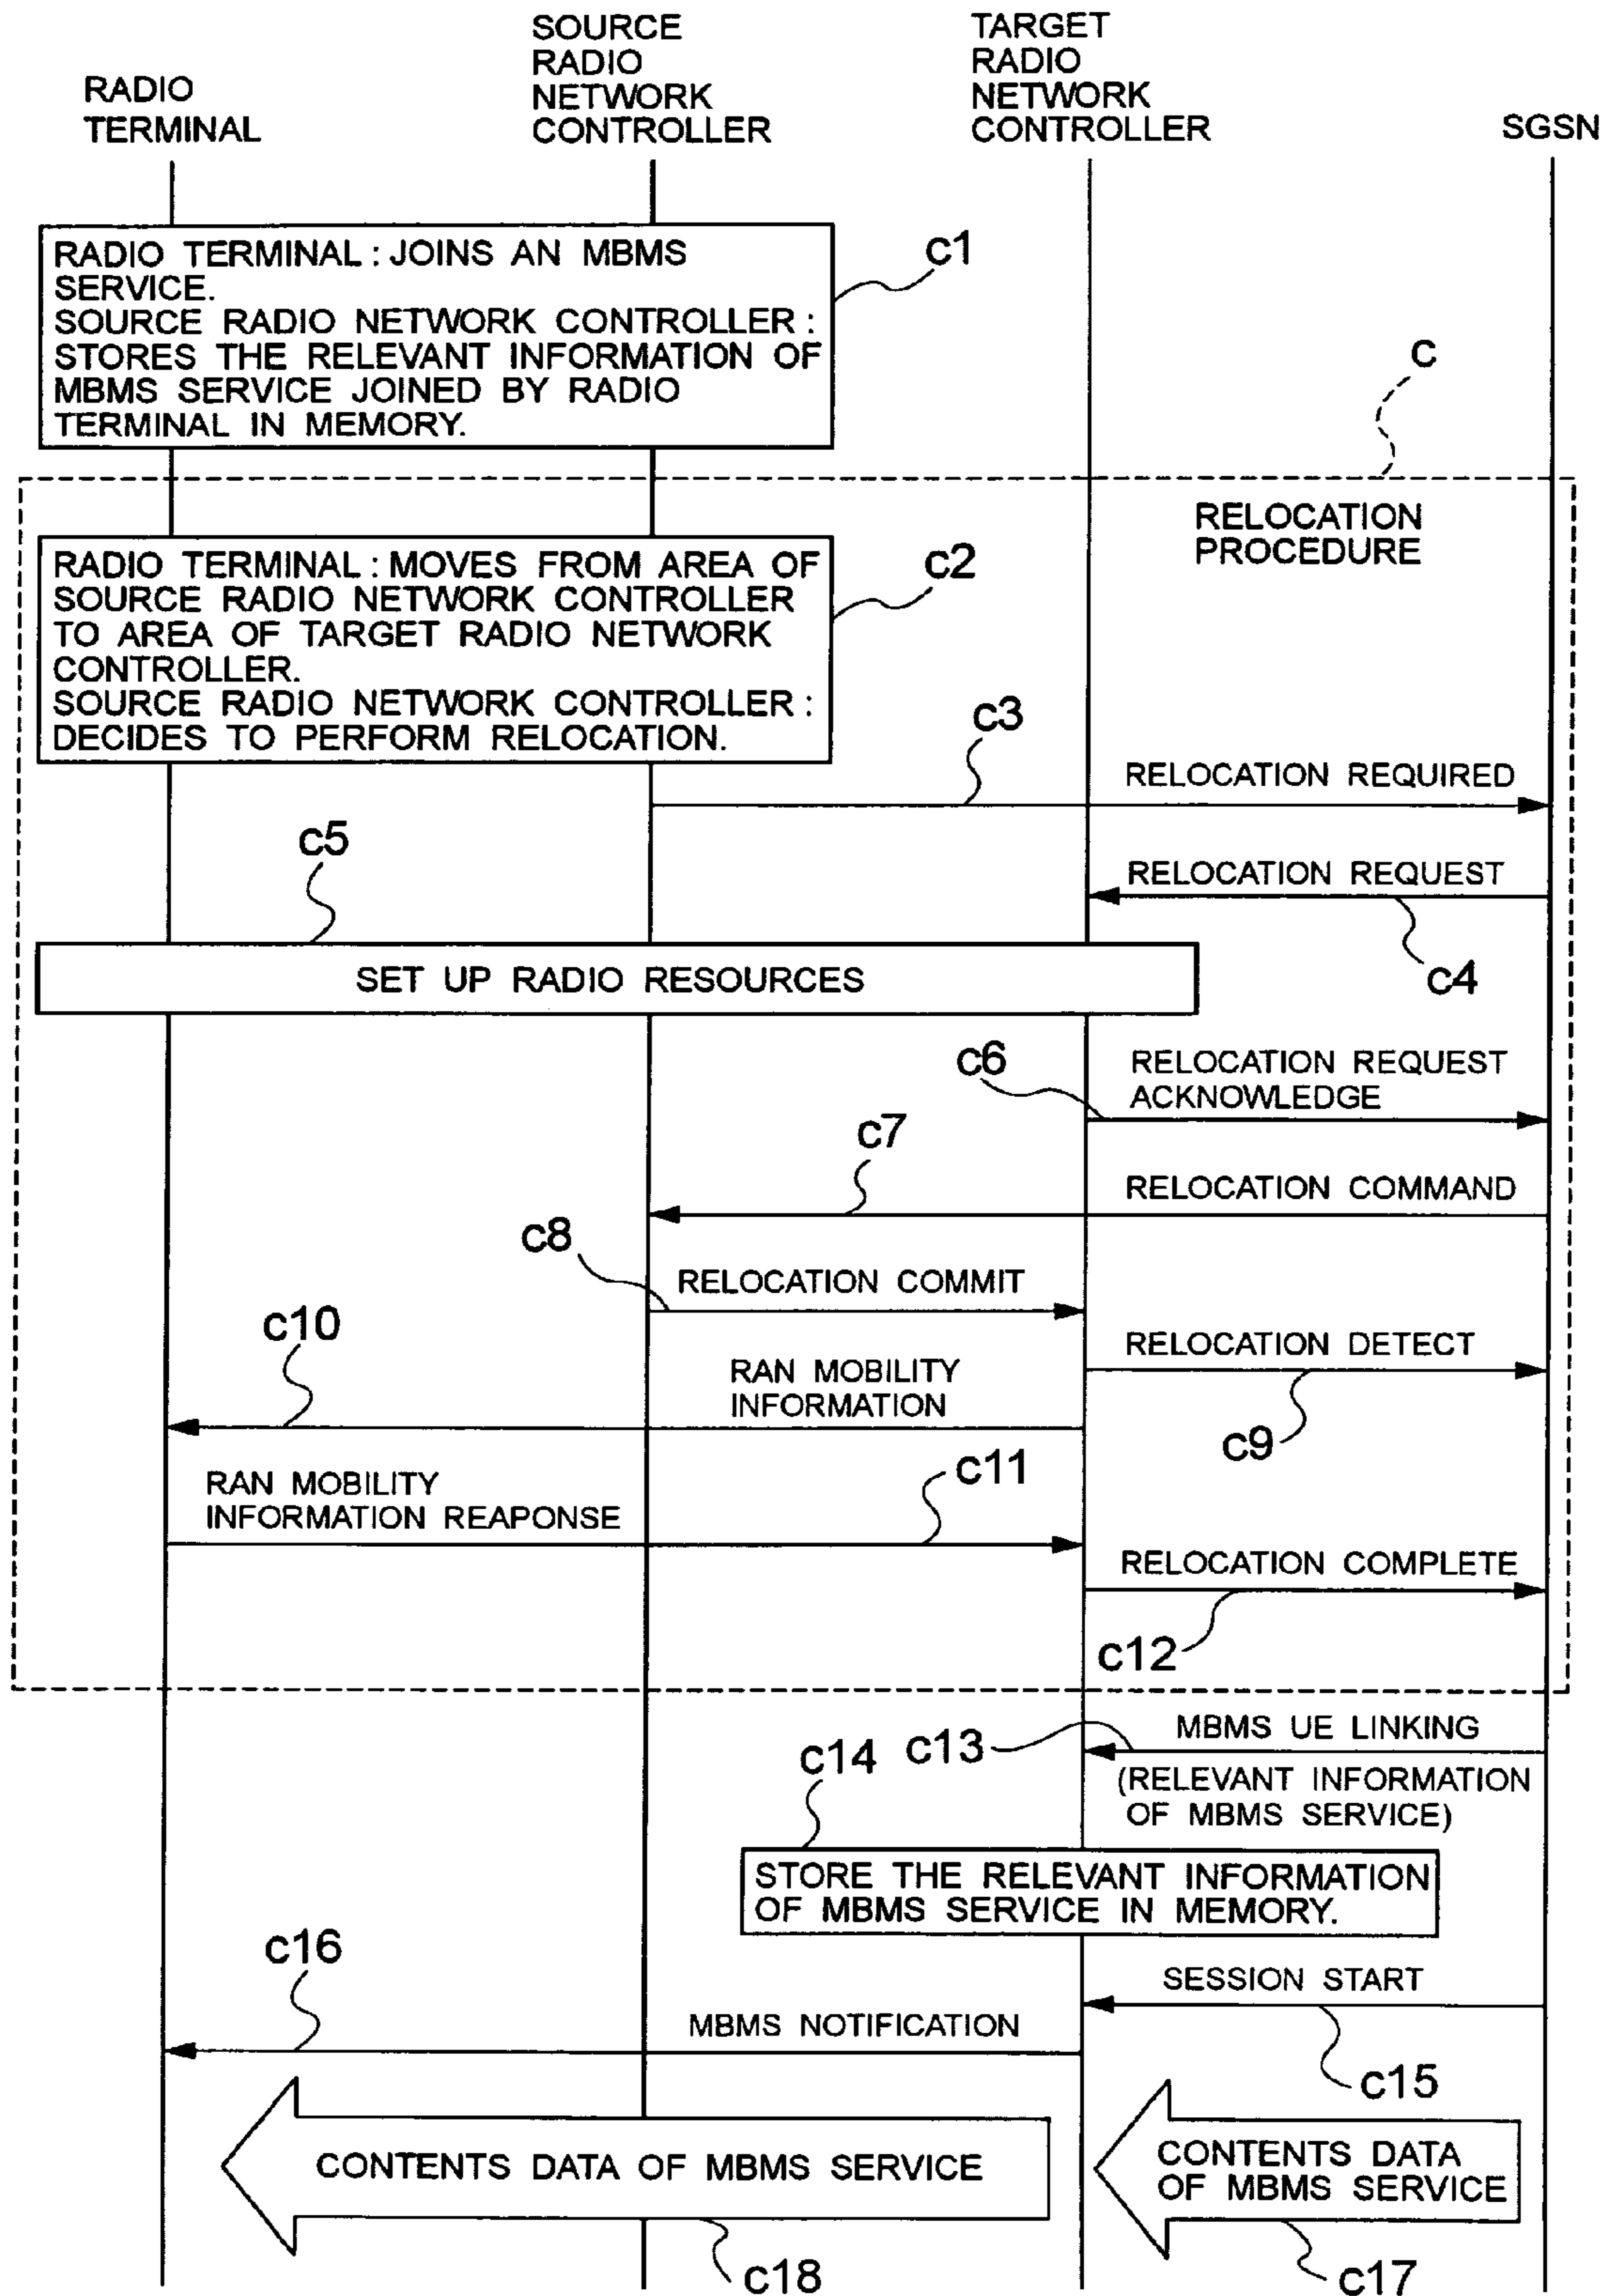 RADIO
TERMINAL
SOURCE
RADIO
NETWORK
CONTROLLER
TARGET
RADIO
NETWORK
CONTROLLER
SGSN
RADIO TERMINAL : JOINS AN MBMS
SERVICE.
SOURCE RADIO NETWORK CONTROLLER :
STORES THE RELEVANT INFORMATION OF
MBMS SERVICE JOINED BY RADIO
TERMINAL IN MEMORY.
c1
c
RELOCATION
PROCEDURE
RADIO TERMINAL : MOVES FROM AREA OF
SOURCE RADIO NETWORK CONTROLLER
TO AREA OF TARGET RADIO NETWORK
CONTROLLER.
SOURCE RADIO NETWORK CONTROLLER :
DECIDES TO PERFORM RELOCATION.
c2
c3
RELOCATION REQUIRED
c5
RELOCATION REQUEST
c4
SET UP RADIO RESOURCES
c6
RELOCATION REQUEST
ACKNOWLEDGE
c7
RELOCATION COMMAND
c8
RELOCATION COMMIT
c10
RELOCATION DETECT
RAN MOBILITY
INFORMATION
c9
RAN MOBILITY
INFORMATION REAPONSE
c11
RELOCATION COMPLETE
c12
MBMS UE LINKING
c13
c14
(RELEVANT INFORMATION
OF MBMS SERVICE)
STORE THE RELEVANT INFORMATION
OF MBMS SERVICE IN MEMORY.
c16
SESSION START
MBMS NOTIFICATION
c15
CONTENTS DATA OF MBMS SERVICE
CONTENTS DATA
OF MBMS SERVICE
c18
c17